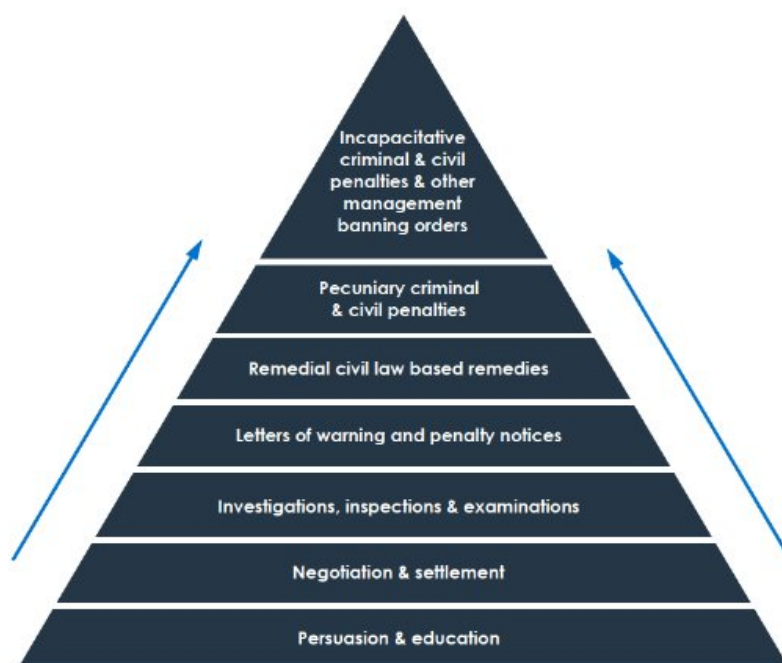 Incapacitative
criminal & civil
penalties & other
management
banning orders
Pecuniary criminal
& civil penalties
Remedial civil law based remedies
Letters of warning and penalty notices
Investigations, inspections & examinations
Negotiation & settlement
Persuasion & education